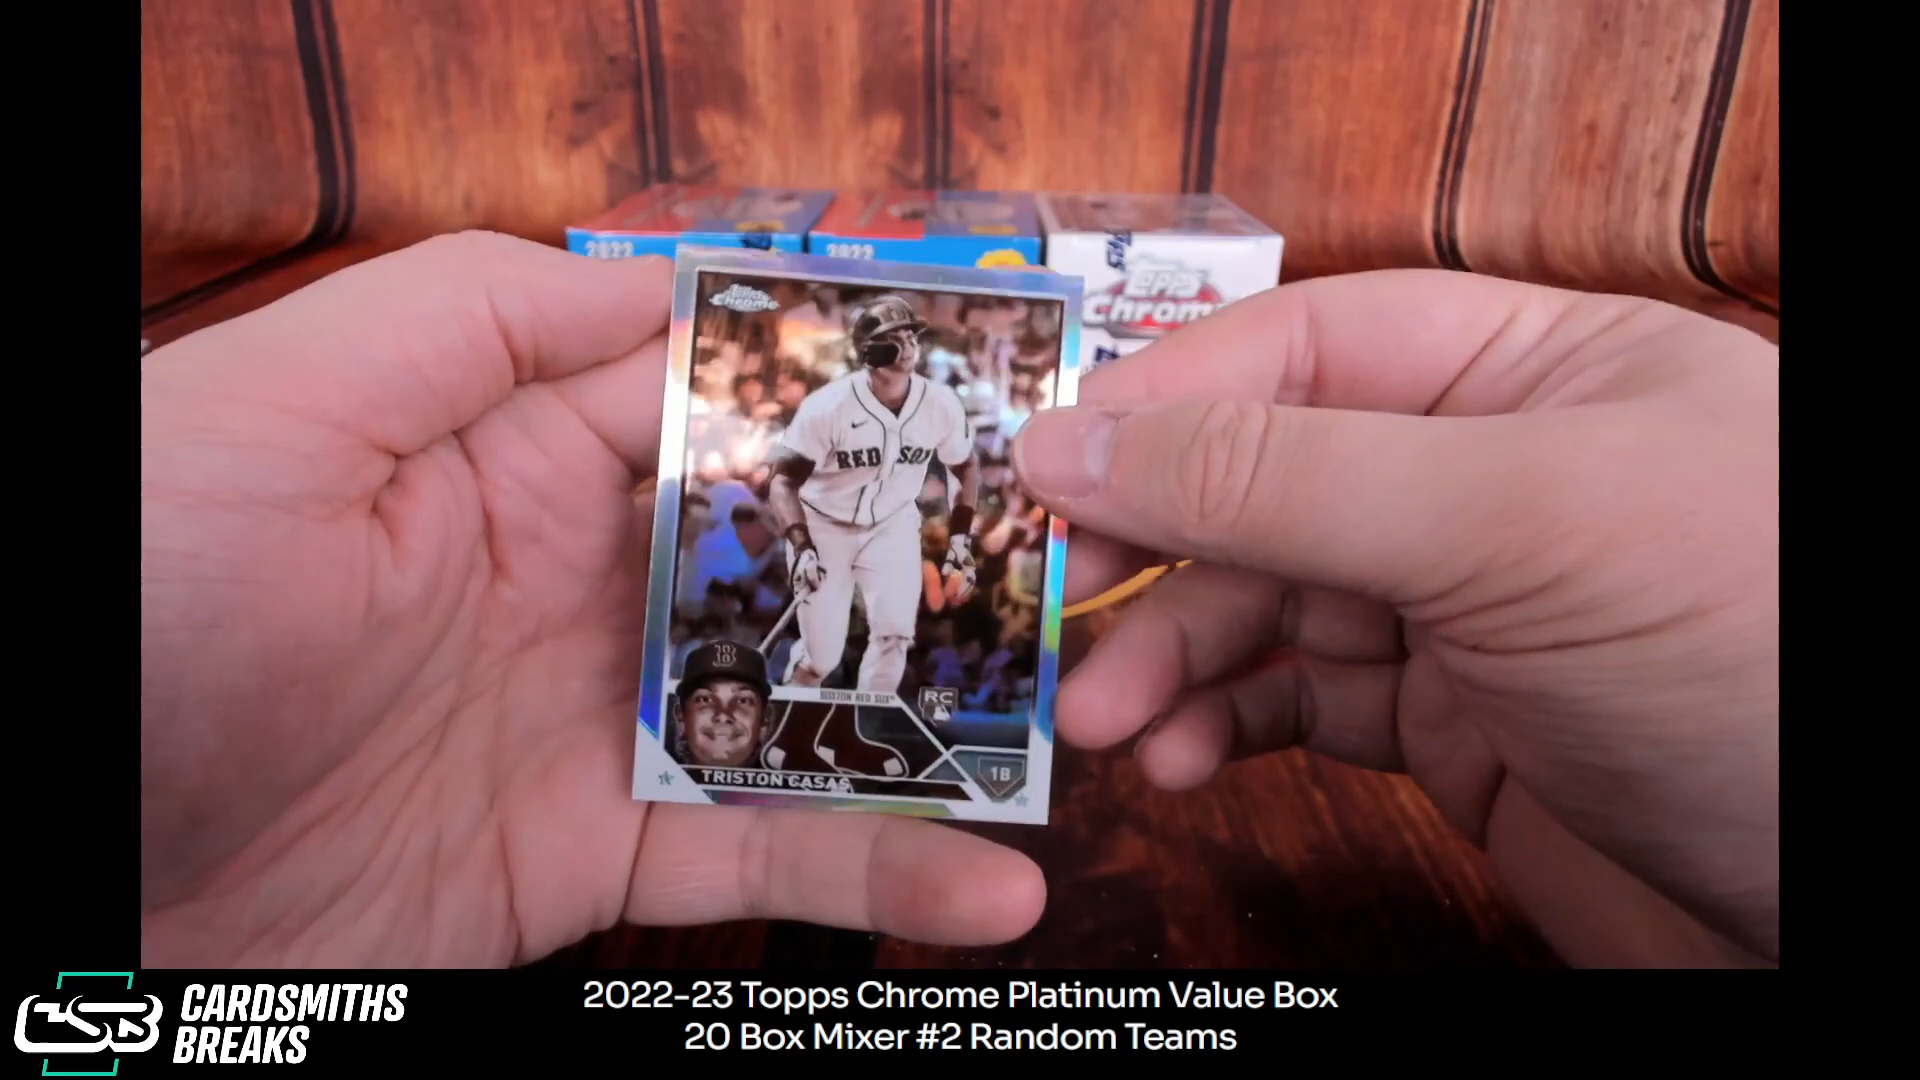 2022
2022
Topps
Chrome
Topps
Chrome
RED SOX
B
BOSTON RED SOX
RC
1B
TRISTON CASAS
CSB
CARDSMITHS
BREAKS
2022-23 Topps Chrome Platinum Value Box
20 Box Mixer #2 Random Teams